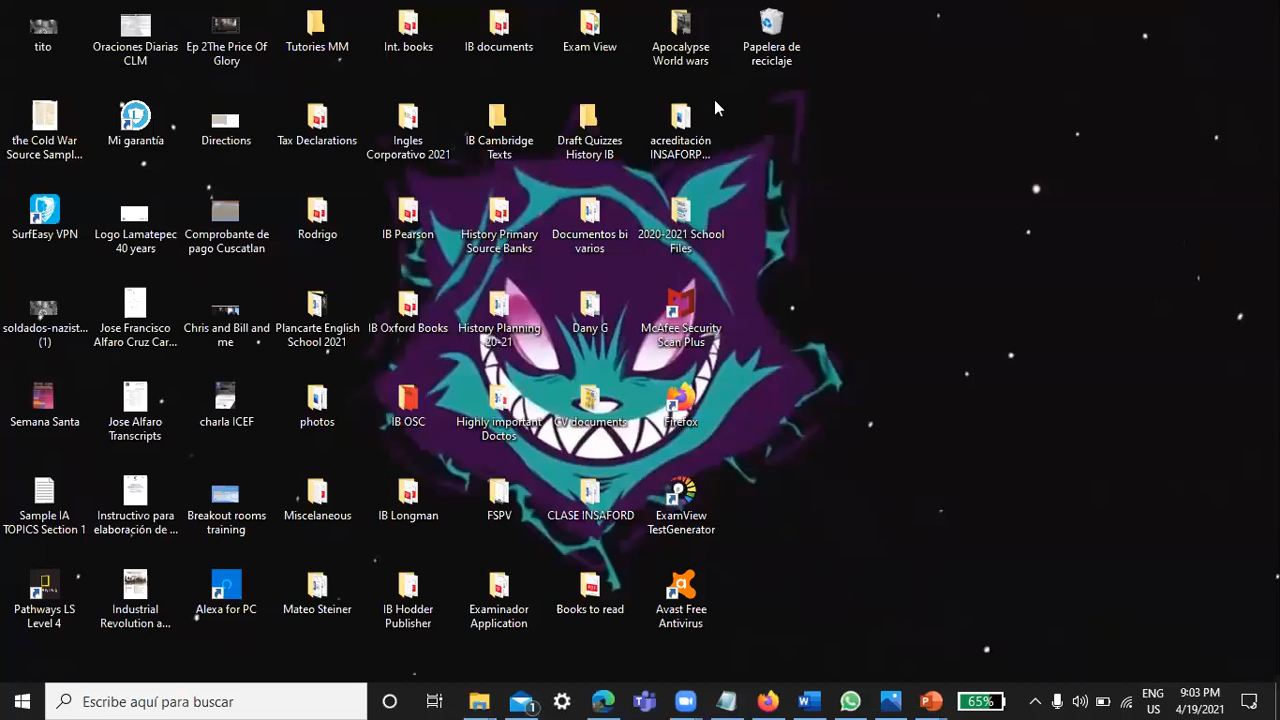 tito
Oraciones Diarias
CLM
Ep 2The Price Of
Glory
Tutories MM
Int. books
IB documents
Exam View
Apocalypse
World wars
Papelera de
reciclaje
the Cold War
Source Sampl...
Mi garantía
Directions
Tax Declarations
Ingles
Corporativo 2021
IB Cambridge
Texts
Draft Quizzes
History IB
acreditación
INSAFORP...
SurfEasy VPN
Logo Lamatepec
40 years
Comprobante de
pago Cuscatlan
Rodrigo
IB Pearson
History Primary
Source Banks
Documentos bi
varios
2020-2021 School
Files
soldados-nazist...
(1)
Jose Francisco
Alfaro Cruz Car...
Chris and Bill and
me
Plancarte English
School 2021
IB Oxford Books
History Planning
20-21
Dany G
McAfee Security
Scan Plus
Semana Santa
Jose Alfaro
Transcripts
charla ICEF
photos
IB OSC
Highly important
Doctos
CV documents
Firefox
Sample IA
TOPICS Section 1
Instructivo para
elaboración de ...
Breakout rooms
training
Miscelaneous
IB Longman
FSPV
CLASE INSAFORD
ExamView
TestGenerator
Pathways LS
Level 4
Industrial
Revolution a...
Alexa for PC
Mateo Steiner
IB Hodder
Publisher
Examinador
Application
Books to read
Avast Free
Antivirus
Escribe aquí para buscar
1
65%
ENG
US
9:03 PM
4/19/2021